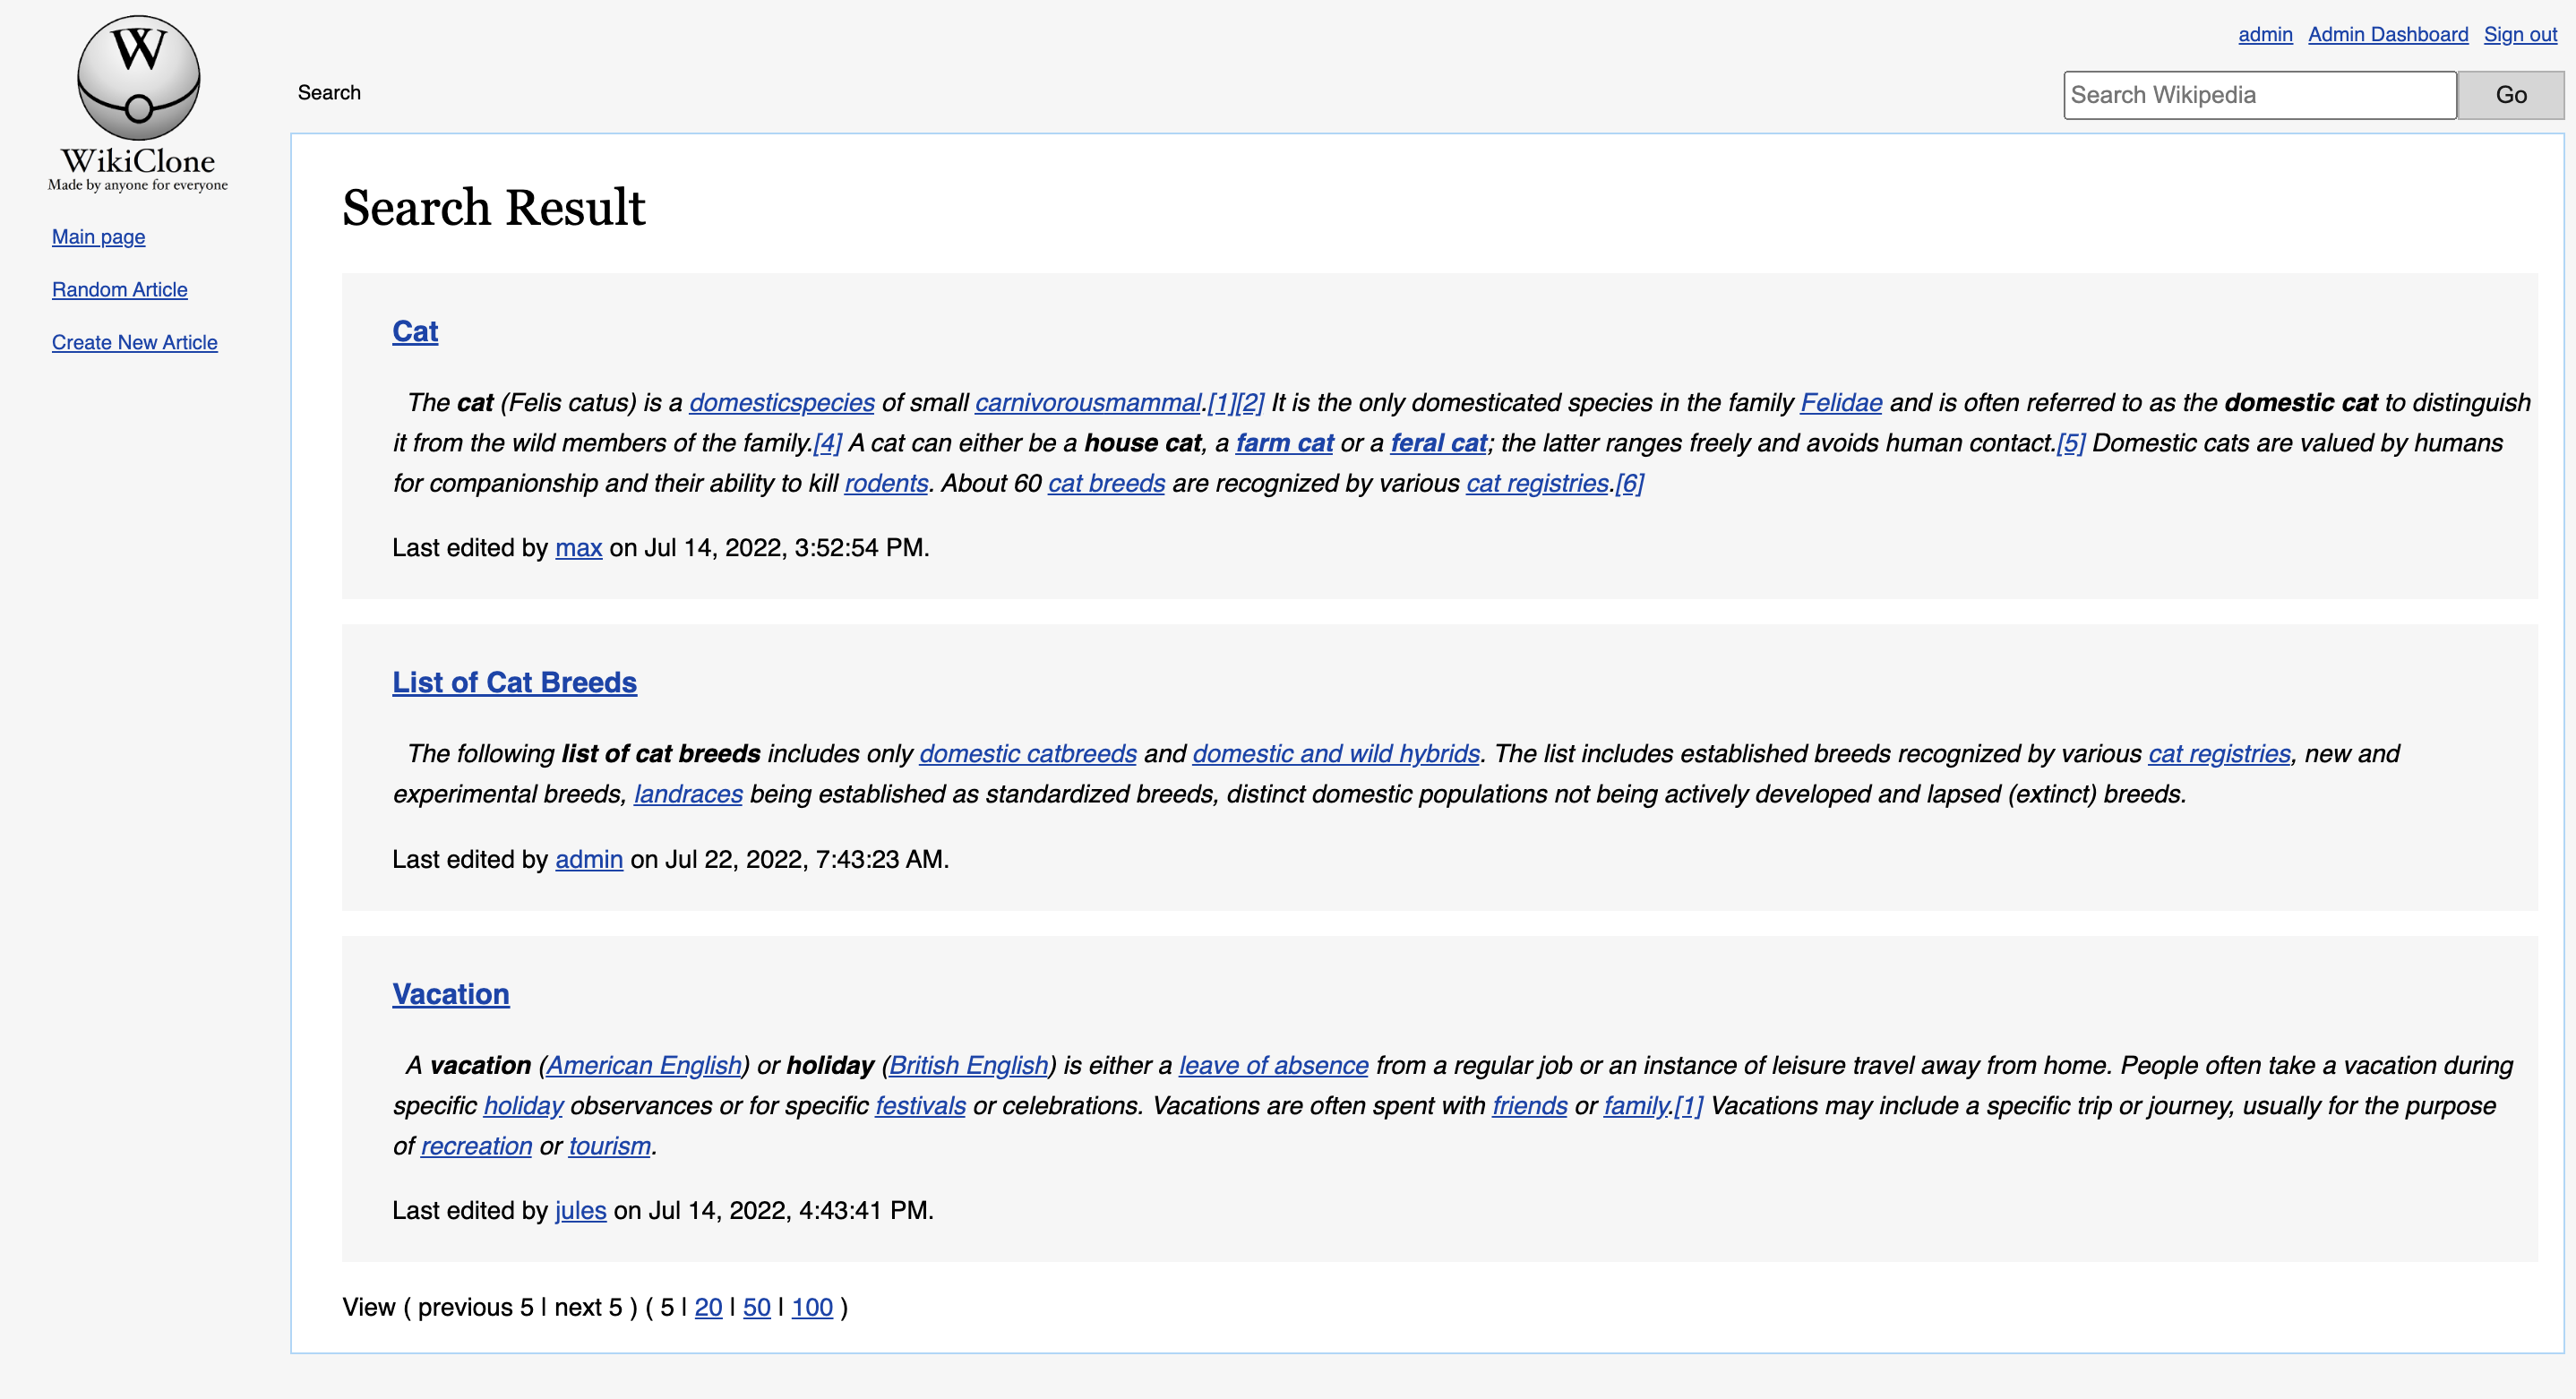 W
WikiClone
Made by anyone for everyone
Main page
Random Article
Create New Article
admin Admin Dashboard Sign out
Search
Search Wikipedia Go
Search Result
Cat
The cat (Felis catus) is a domesticspecies of small carnivorousmammal.[1][2] It is the only domesticated species in the family Felidae and is often referred to as the domestic cat to distinguish
it from the wild members of the family.[4] A cat can either be a house cat, a farm cat or a feral cat; the latter ranges freely and avoids human contact.[5] Domestic cats are valued by humans
for companionship and their ability to kill rodents. About 60 cat breeds are recognized by various cat registries.[6]
Last edited by max on Jul 14, 2022, 3:52:54 PM.
List of Cat Breeds
The following list of cat breeds includes only domestic catbreeds and domestic and wild hybrids. The list includes established breeds recognized by various cat registries, new and
experimental breeds, landraces being established as standardized breeds, distinct domestic populations not being actively developed and lapsed (extinct) breeds.
Last edited by admin on Jul 22, 2022, 7:43:23 AM.
Vacation
A vacation (American English) or holiday (British English) is either a leave of absence from a regular job or an instance of leisure travel away from home. People often take a vacation during
specific holiday observances or for specific festivals or celebrations. Vacations are often spent with friends or family.[1] Vacations may include a specific trip or journey, usually for the purpose
of recreation or tourism.
Last edited by jules on Jul 14, 2022, 4:43:41 PM.
View ( previous 5 | next 5 ) ( 5 | 20 | 50 | 100 )